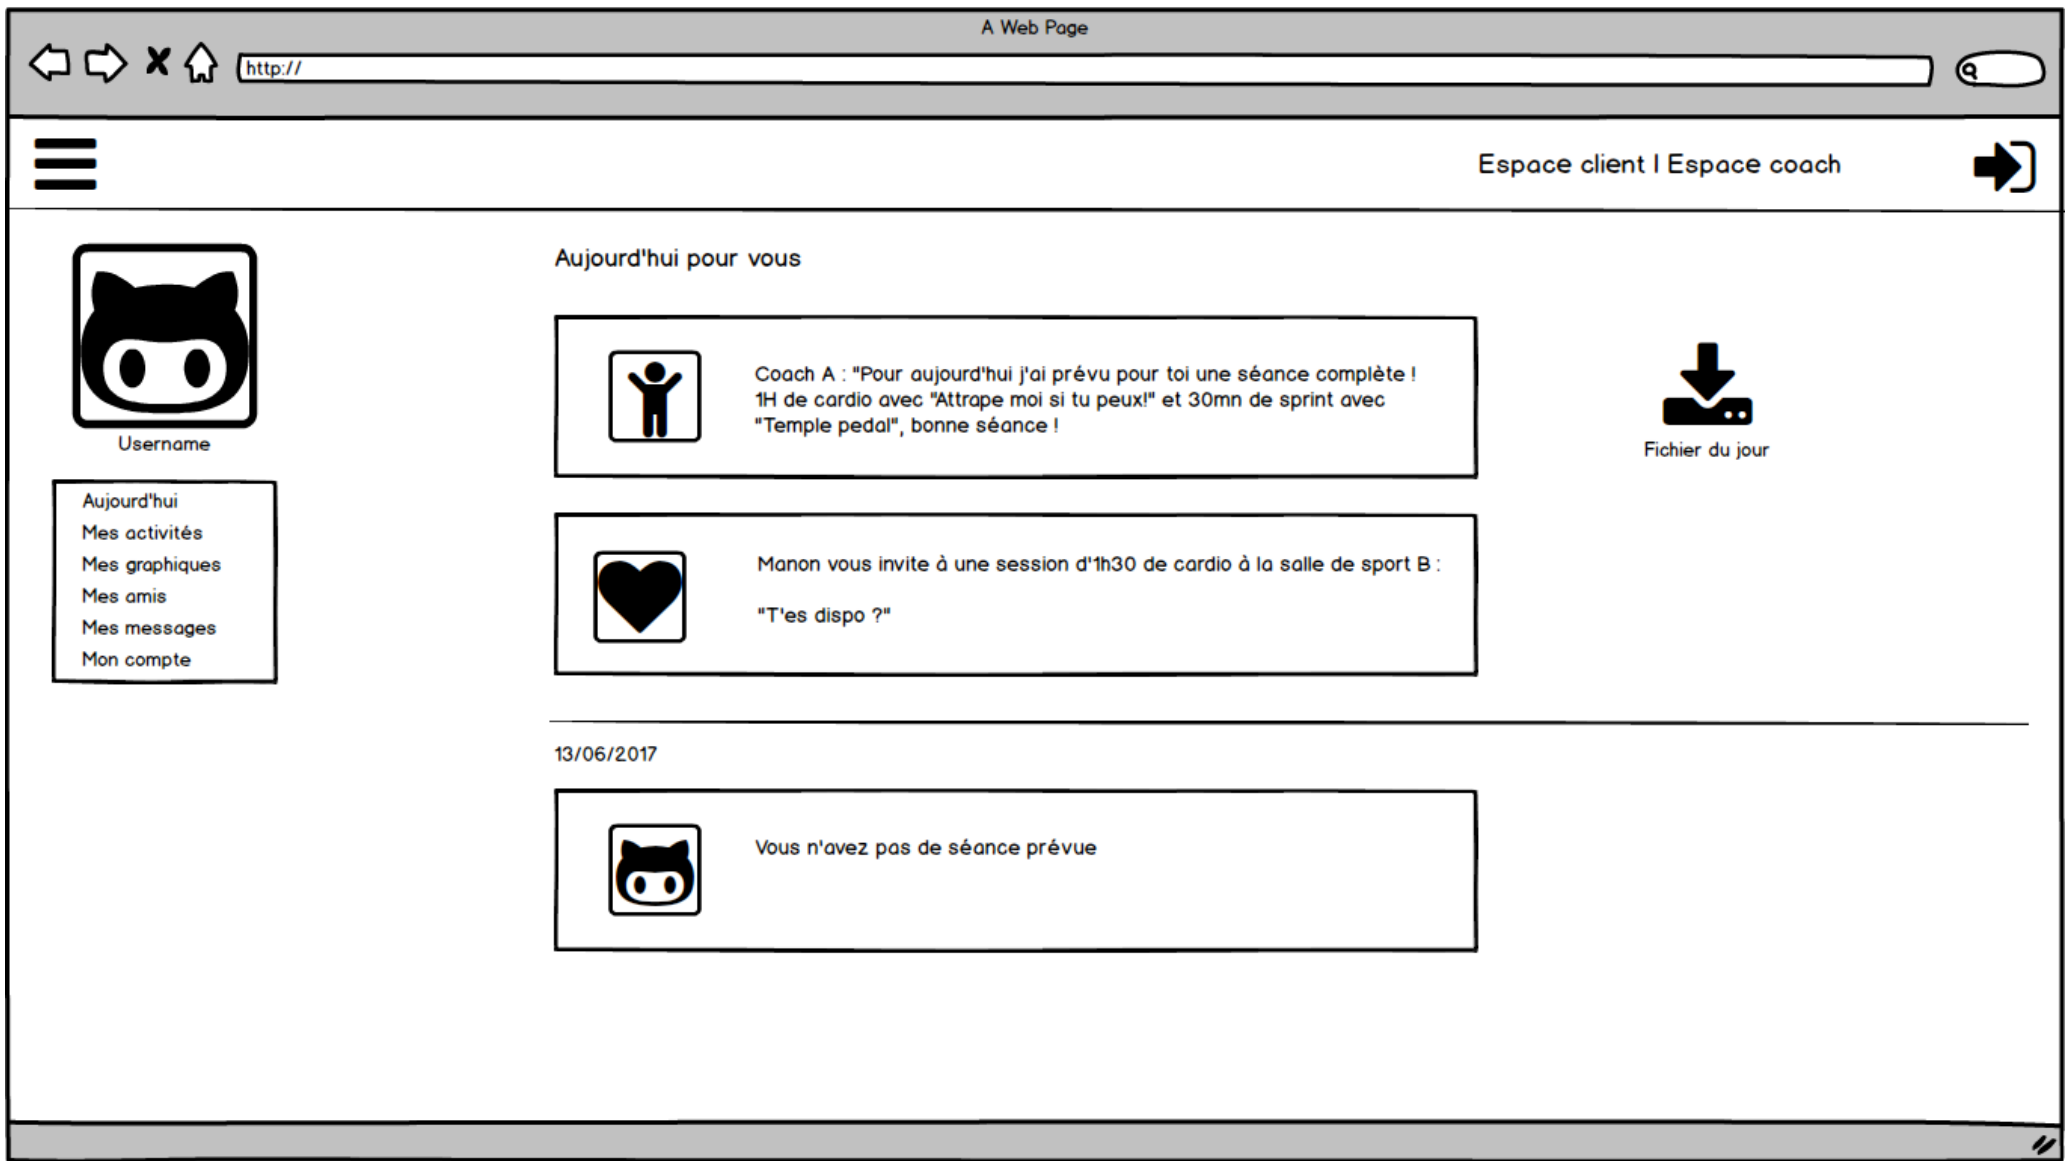 A Web Page
http://
Espace client | Espace coach
Username
Aujourd'hui
Mes activités
Mes graphiques
Mes amis
Mes messages
Mon compte
Aujourd'hui pour vous
Coach A : "Pour aujourd'hui j'ai prévu pour toi une séance complète !
1H de cardio avec "Attrape moi si tu peux!" et 30mn de sprint avec
"Temple pedal", bonne séance !
Fichier du jour
Manon vous invite à une session d'1h30 de cardio à la salle de sport B :
"T'es dispo ?"
13/06/2017
Vous n'avez pas de séance prévue